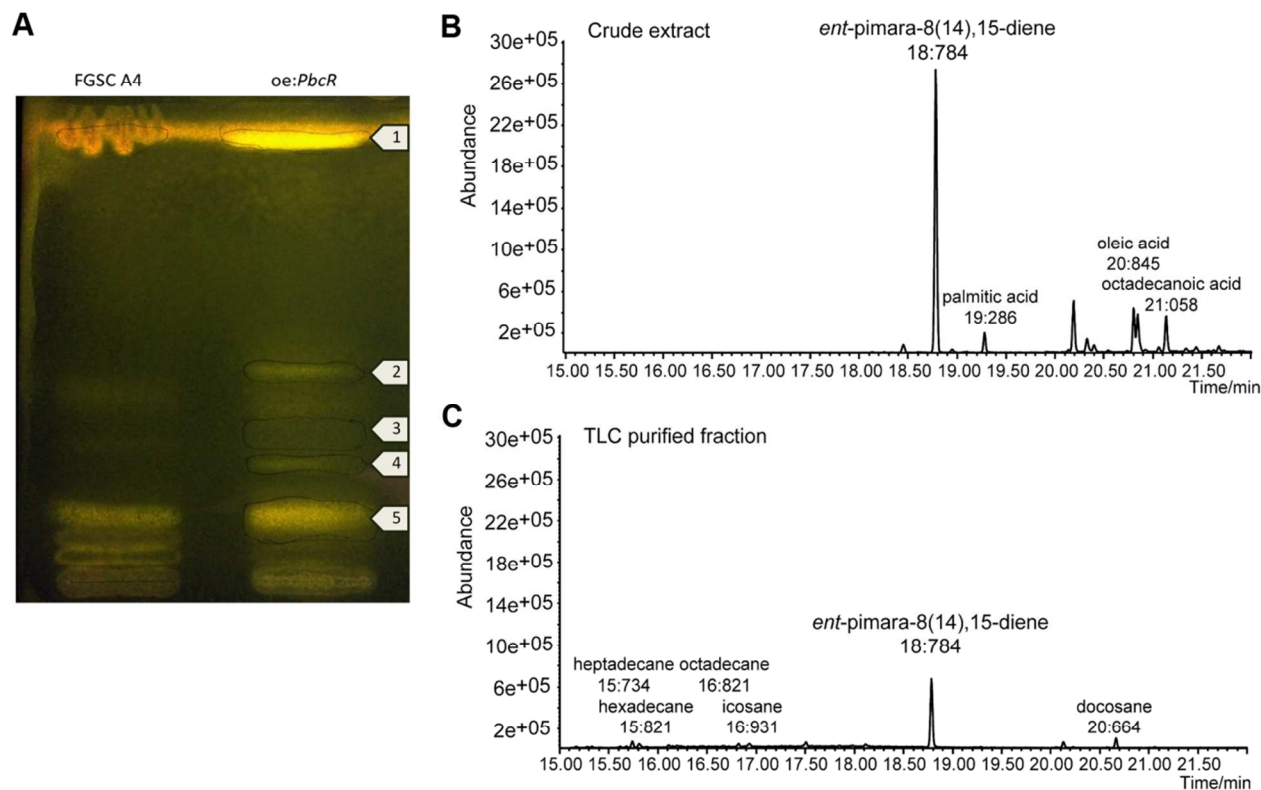 A
FGSC A4
oe:PbcR
1
2
3
4
5
B
Crude extract
ent-pimara-8(14),15-diene
18:784
Abundance
30e+05
26e+05
22e+05
18e+05
14e+05
10e+05
6e+05
2e+05
palmitic acid
19:286
oleic acid
20:845
octadecanoic acid
21:058
15.00 15.50 16.00 16.50 17.00 17.50 18.00 18.50 19.00 19.50 20.00 20.50 21.00 21.50
Time/min
C
TLC purified fraction
Abundance
30e+05
26e+05
22e+05
18e+05
14e+05
10e+05
6e+05
2e+05
ent-pimara-8(14),15-diene
18:784
heptadecane octadecane
15:734 16:821
hexadecane icosane
15:821 16:931
docosane
20:664
15.00 15.50 16.00 16.50 17.00 17.50 18.00 18.50 19.00 19.50 20.00 20.50 21.00 21.50
Time/min